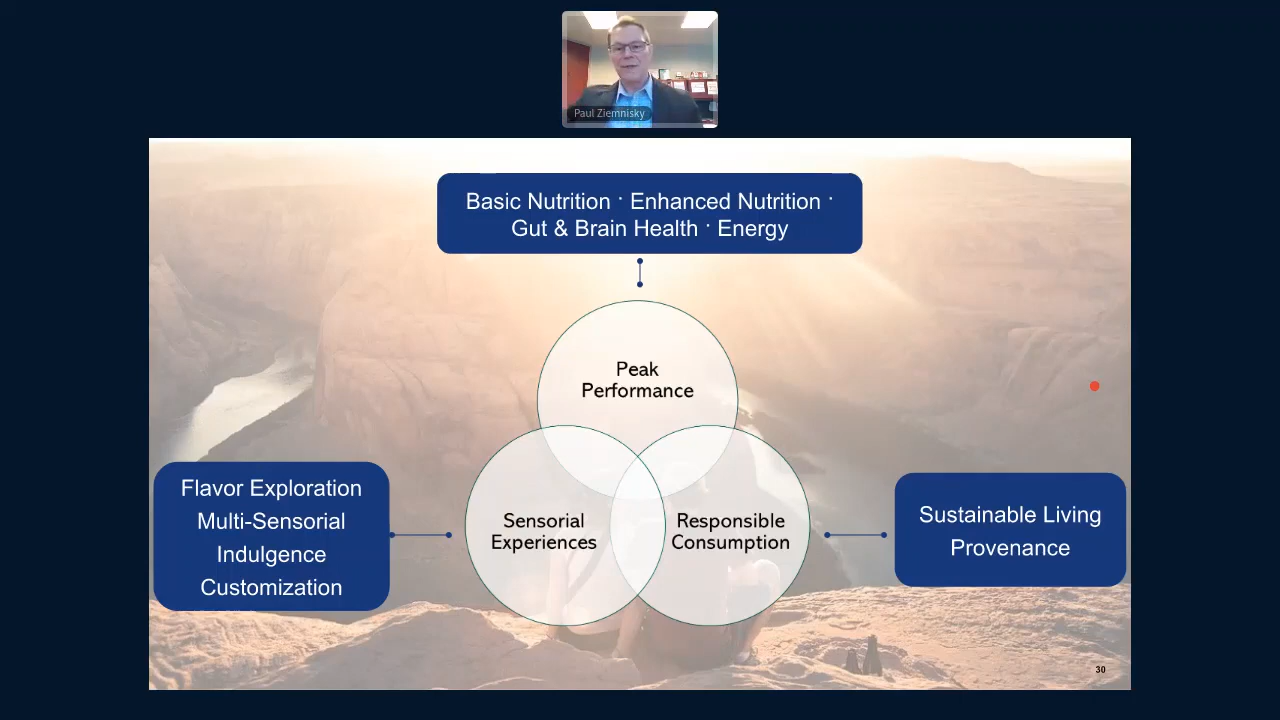 Paul Ziemnisky
Basic Nutrition · Enhanced Nutrition ·
Gut & Brain Health · Energy
Peak
Performance
Flavor Exploration
Multi-Sensorial
Indulgence
Customization
Sensorial
Experiences
Responsible
Consumption
Sustainable Living
Provenance
30